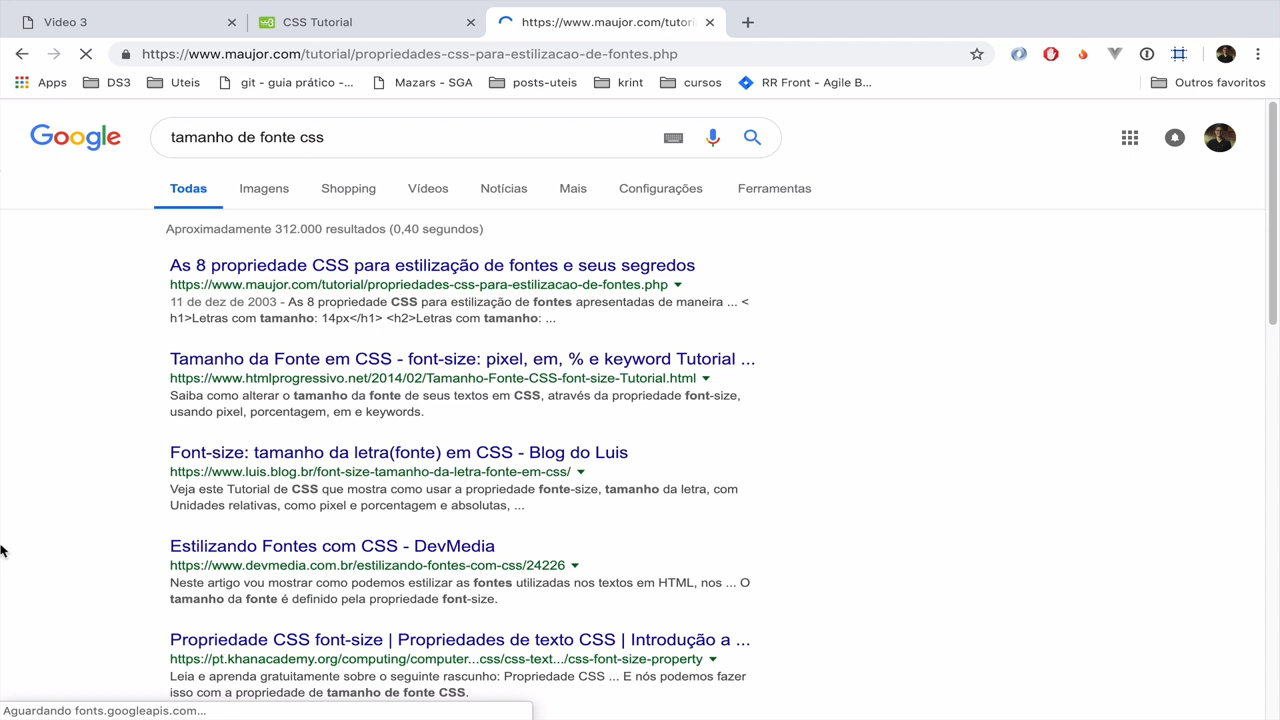 Video 3
CSS Tutorial
https://www.maujor.com/tutori
https://www.maujor.com/tutorial/propriedades-css-para-estilizacao-de-fontes.php
Apps
DS3
Uteis
git - guia prático -...
Mazars - SGA
posts-uteis
krint
cursos
RR Front - Agile B...
Outros favoritos
Google
tamanho de fonte css
Todas
Imagens
Shopping
Vídeos
Notícias
Mais
Configurações
Ferramentas
Aproximadamente 312.000 resultados (0,40 segundos)
As 8 propriedade CSS para estilização de fontes e seus segredos
https://www.maujor.com/tutorial/propriedades-css-para-estilizacao-de-fontes.php
11 de dez de 2003 - As 8 propriedade CSS para estilização de fontes apresentadas de maneira ... <
h1>Letras com tamanho: 14px</h1> <h2>Letras com tamanho: ...
Tamanho da Fonte em CSS - font-size: pixel, em, % e keyword Tutorial ...
https://www.htmlprogressivo.net/2014/02/Tamanho-Fonte-CSS-font-size-Tutorial.html
Saiba como alterar o tamanho da fonte de seus textos em CSS, através da propriedade font-size,
usando pixel, porcentagem, em e keywords.
Font-size: tamanho da letra(fonte) em CSS - Blog do Luis
https://www.luis.blog.br/font-size-tamanho-da-letra-fonte-em-css/
Veja este Tutorial de CSS que mostra como usar a propriedade fonte-size, tamanho da letra, com
Unidades relativas, como pixel e porcentagem e absolutas, ...
Estilizando Fontes com CSS - DevMedia
https://www.devmedia.com.br/estilizando-fontes-com-css/24226
Neste artigo vou mostrar como podemos estilizar as fontes utilizadas nos textos em HTML, nos ... O
tamanho da fonte é definido pela propriedade font-size.
Propriedade CSS font-size | Propriedades de texto CSS | Introdução a ...
https://pt.khanacademy.org/computing/computer...css/css-text.../css-font-size-property
Leia e aprenda gratuitamente sobre o seguinte rascunho: Propriedade CSS ... E nós podemos fazer
isso com a propriedade de tamanho de fonte CSS.
Aguardando fonts.googleapis.com...